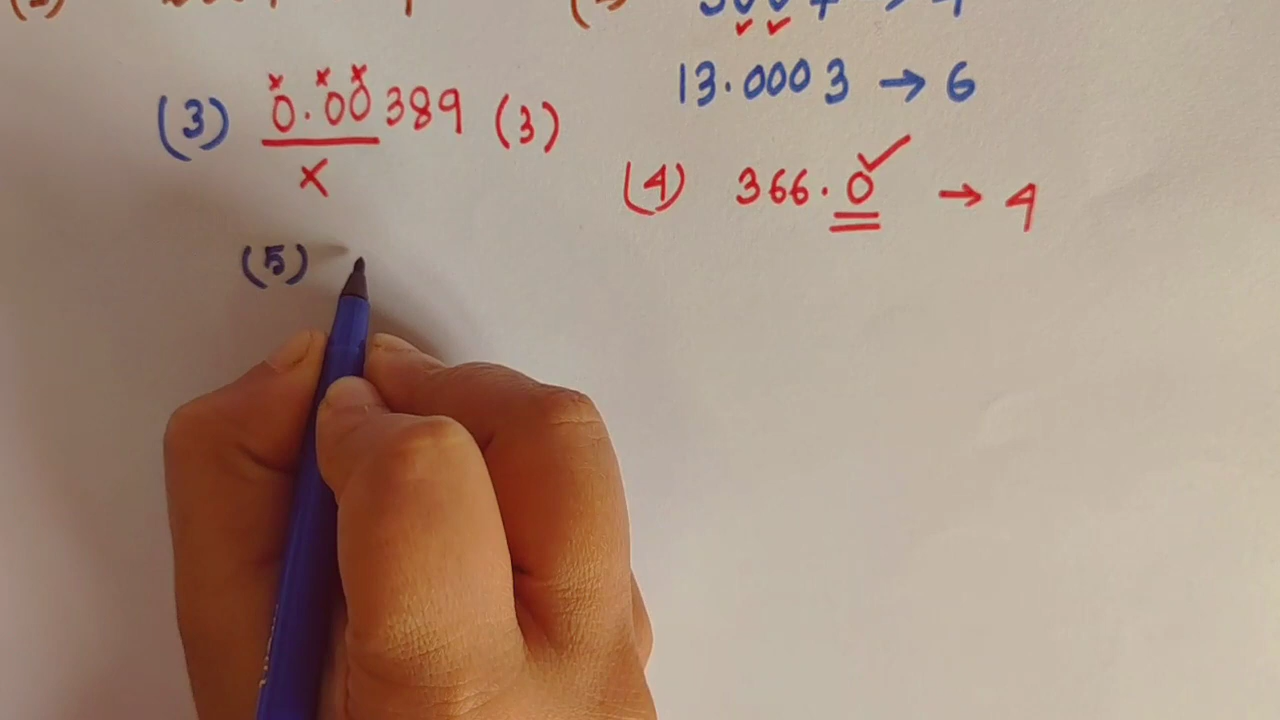 (3) 0.00389 (3)
x
13.0003 → 6
(4) 366.0 → 4
(5)